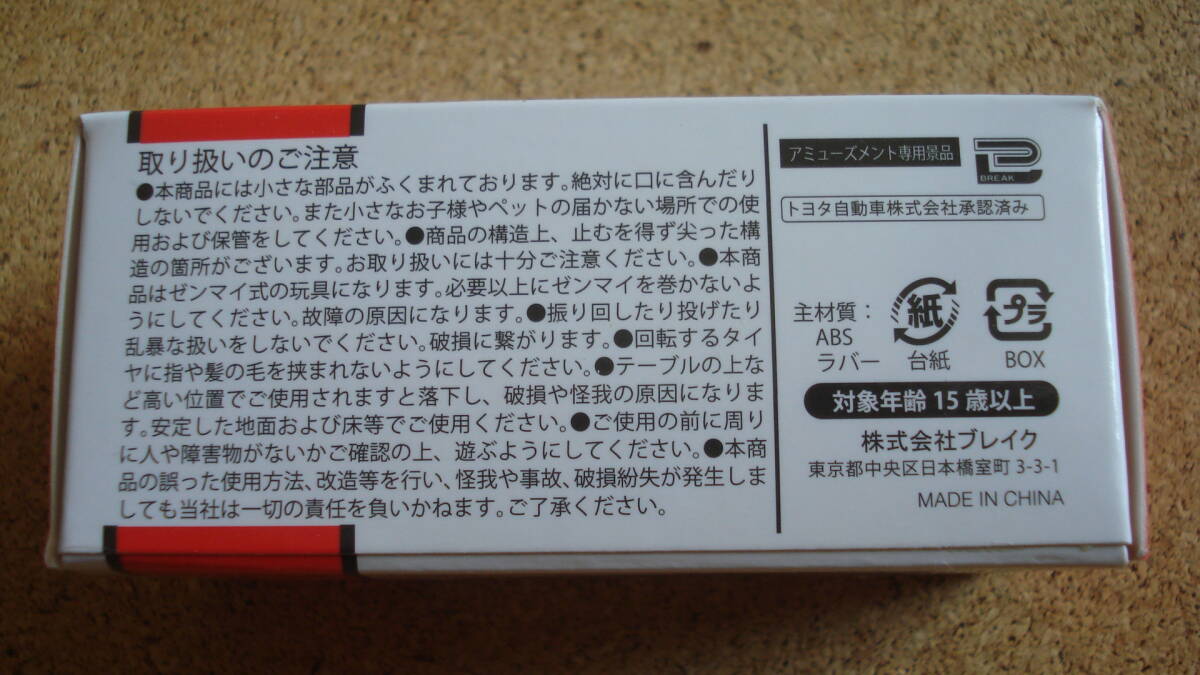 取り扱いのご注意
●本商品には小さな部品がふくまれております。絶対に口に含んだり
しないでください。また小さなお子様やペットの届かない場所での使
用および保管をしてください。●商品の構造上、止むを得ず尖った構
造の箇所がございます。お取り扱いには十分ご注意ください。●本商
品はゼンマイ式の玩具になります。必要以上にゼンマイを巻かないよ
うにしてください。故障の原因になります。●振り回したり投げたり
乱暴な扱いをしないでください。破損に繋がります。●回転するタイ
ヤに指や髪の毛を挟まれないようにしてください。●テーブルの上な
ど高い位置でご使用されますと落下し、破損や怪我の原因になりま
す。安定した地面および床等でご使用ください。●ご使用の前に周り
に人や障害物がないかご確認の上、遊ぶようにしてください。●本商
品の誤った使用方法、改造等を行い、怪我や事故、破損紛失が発生しま
しても当社は一切の責任を負いかねます。ご了承ください。
アミューズメント専用景品
BREAK
トヨタ自動車株式会社承認済み
主材質：
ABS
ラバー
紙
台紙
プラ
BOX
対象年齢15歳以上
株式会社ブレイク
東京都中央区日本橋室町3-3-1
MADE IN CHINA